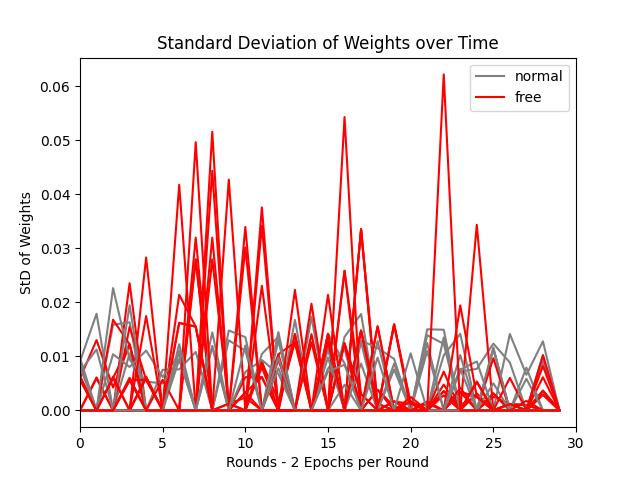 Standard Deviation of Weights over Time
normal
free
0.06
0.05
0.04
0.03
0.02
0.01
0.00
StD of Weights
0 5 10 15 20 25 30
Rounds - 2 Epochs per Round